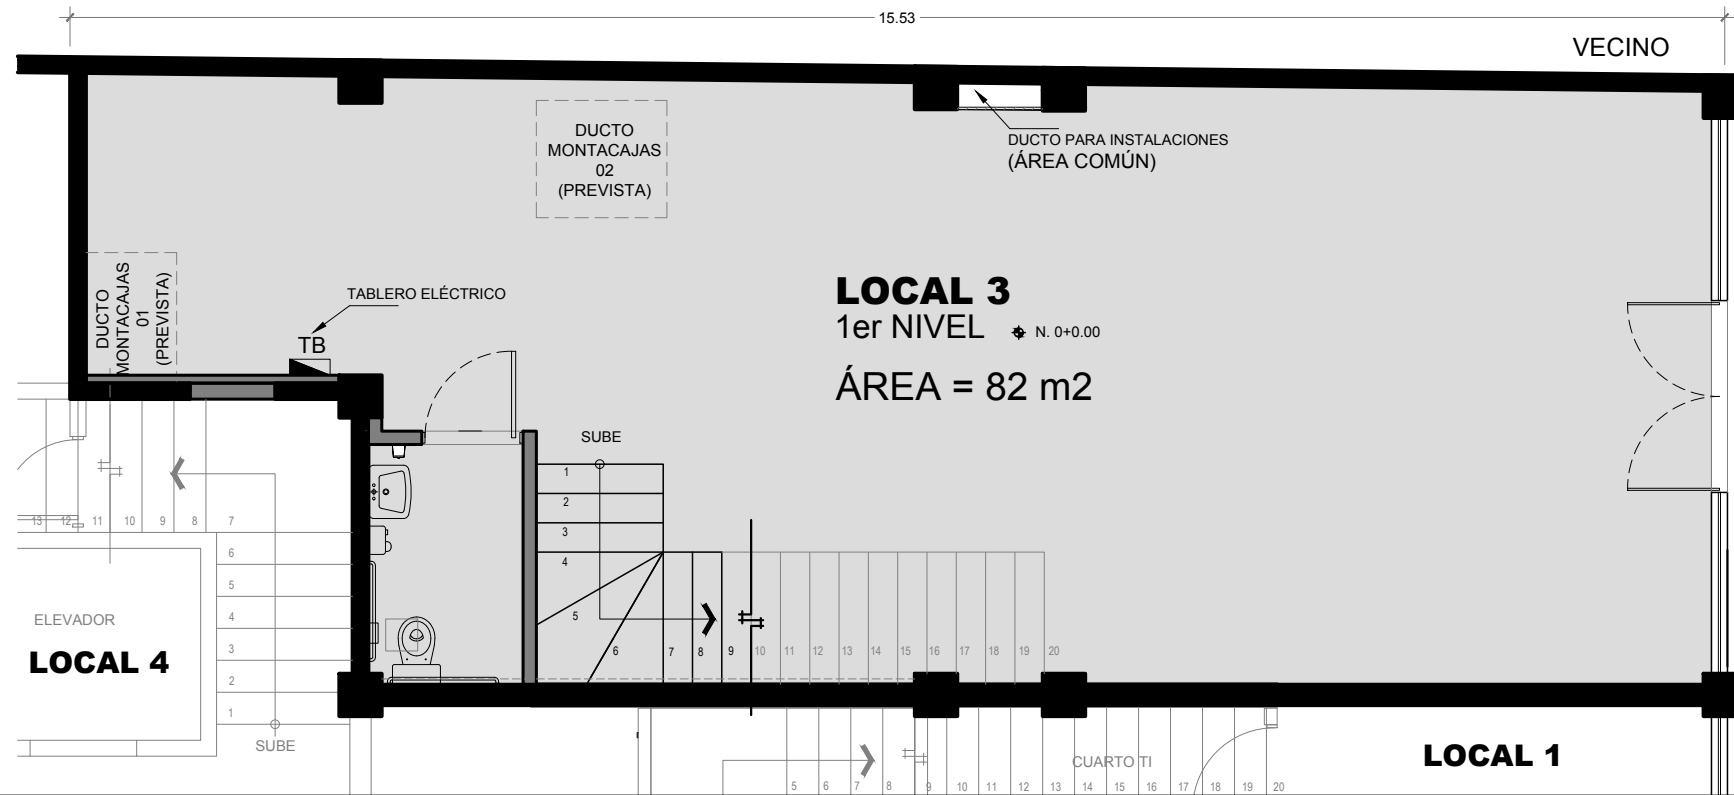 15.53
VECINO
DUCTO
MONTACAJAS
02
(PREVISTA)
DUCTO PARA INSTALACIONES
(ÁREA COMÚN)
DUCTO
MONTACAJAS
01
(PREVISTA)
TABLERO ELÉCTRICO
TB
LOCAL 3
1er NIVEL
N. 0+0.00
ÁREA = 82 m2
SUBE
1
2
3
4
5
6
7
8
9
10
11
12
13
14
15
16
17
18
19
20
13
12
11
10
9
8
7
6
5
4
3
2
1
SUBE
ELEVADOR
LOCAL 4
CUARTO TI
LOCAL 1
5
6
7
8
9
10
11
12
13
14
15
16
17
18
19
20